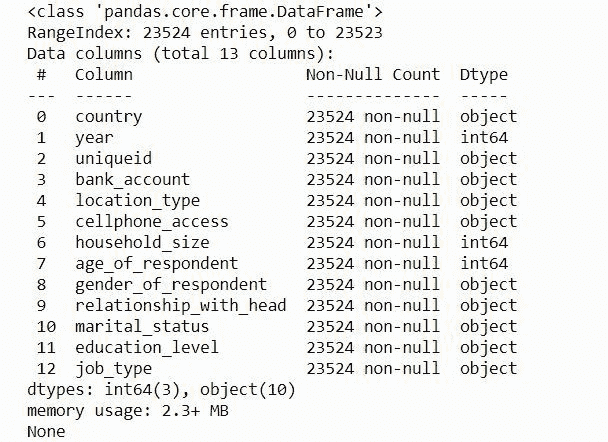 <class 'pandas.core.frame.DataFrame'>
RangeIndex: 23524 entries, 0 to 23523
Data columns (total 13 columns):
 #   Column                  Non-Null Count  Dtype
---  ------                  --------------  -----
 0   country                 23524 non-null  object
 1   year                    23524 non-null  int64
 2   uniqueid                23524 non-null  object
 3   bank_account            23524 non-null  object
 4   location_type           23524 non-null  object
 5   cellphone_access        23524 non-null  object
 6   household_size          23524 non-null  int64
 7   age_of_respondent       23524 non-null  int64
 8   gender_of_respondent    23524 non-null  object
 9   relationship_with_head  23524 non-null  object
 10  marital_status          23524 non-null  object
 11  education_level         23524 non-null  object
 12  job_type                23524 non-null  object
dtypes: int64(3), object(10)
memory usage: 2.3+ MB
None